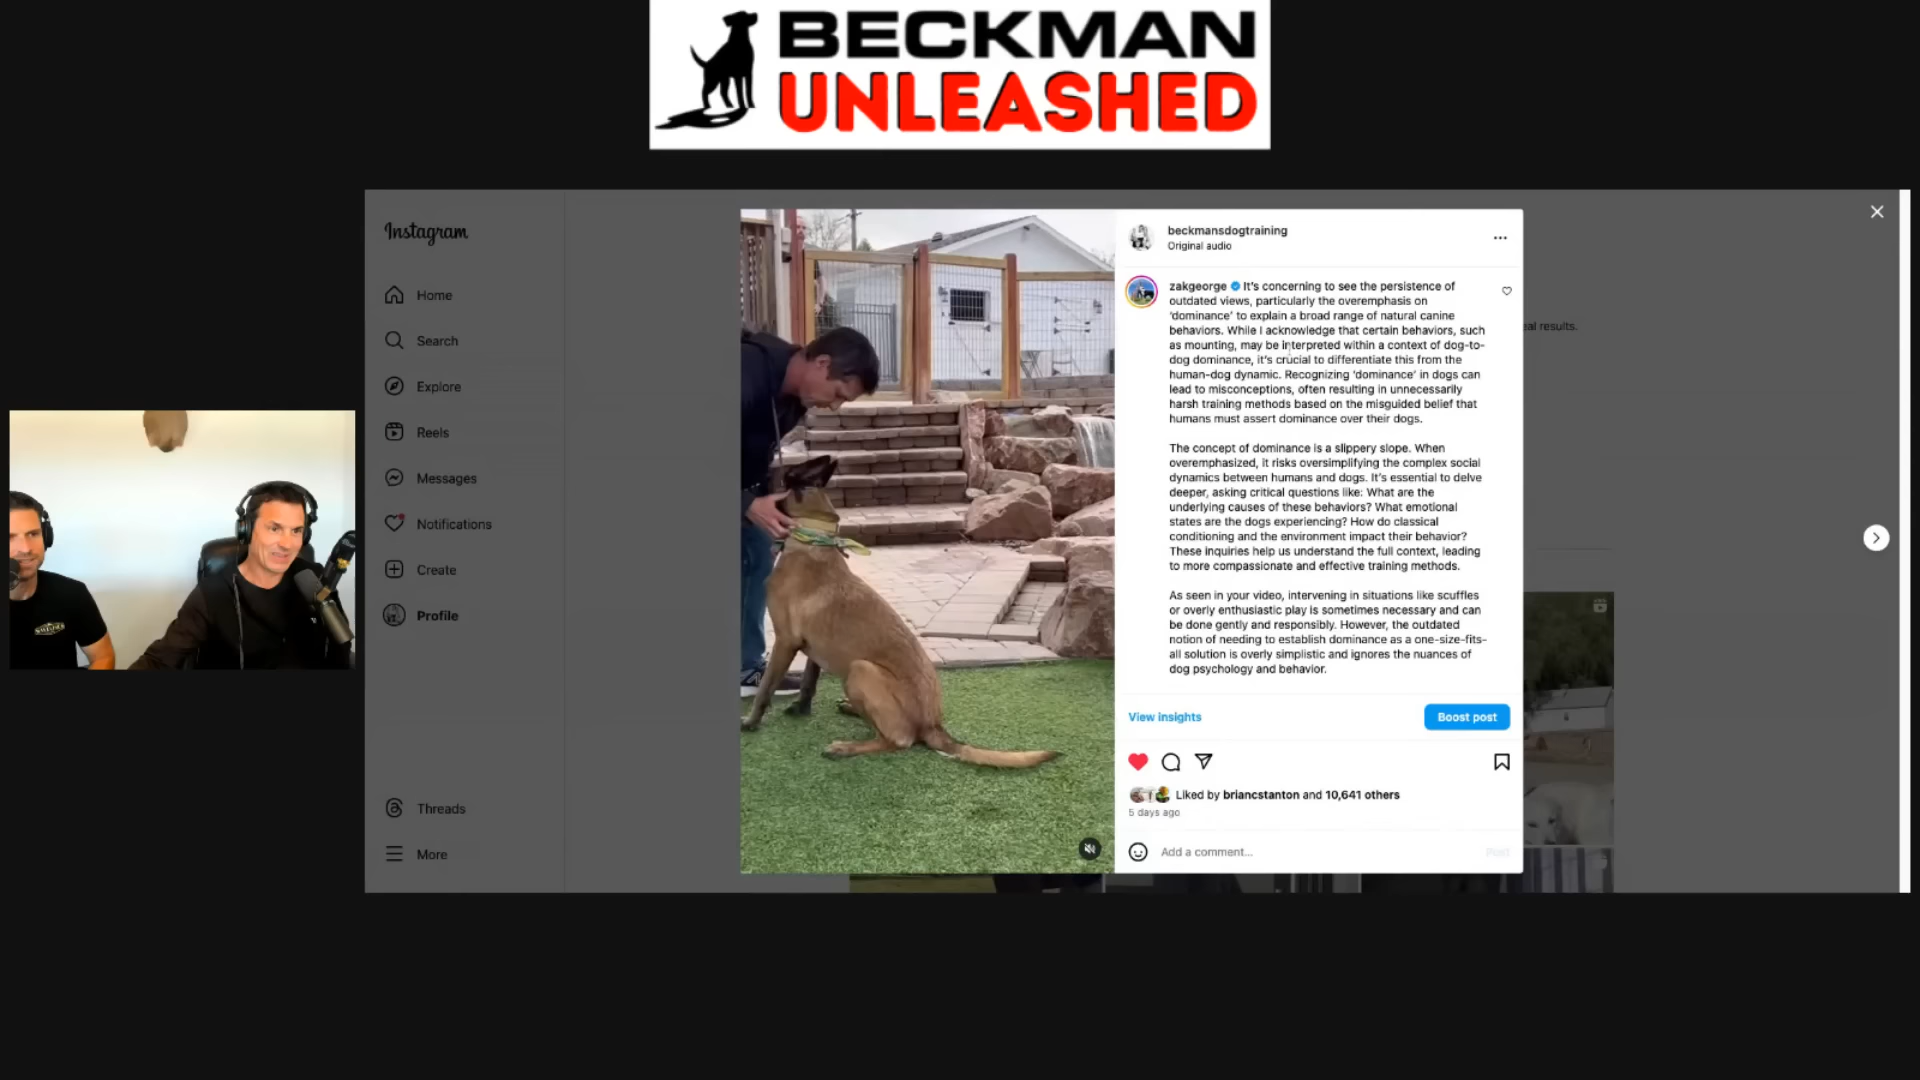 BECKMAN
UNLEASHED
Instagram
Home
Search
Explore
Reels
Messages
Notifications
Create
Profile
Threads
More
beckmansdogtraining
Original audio
zakgeorge It's concerning to see the persistence of
outdated views, particularly the overemphasis on
'dominance' to explain a broad range of natural canine
behaviors. While I acknowledge that certain behaviors, such
as mounting, may be interpreted within a context of dog-to-
dog dominance, it's crucial to differentiate this from the
human-dog dynamic. Recognizing 'dominance' in dogs can
lead to misconceptions, often resulting in unnecessarily
harsh training methods based on the misguided belief that
humans must assert dominance over their dogs.
The concept of dominance is a slippery slope. When
overemphasized, it risks oversimplifying the complex social
dynamics between humans and dogs. It's essential to delve
deeper, asking critical questions like: What are the
underlying causes of these behaviors? What emotional
states are the dogs experiencing? How do classical
conditioning and the environment impact their behavior?
These inquiries help us understand the full context, leading
to more compassionate and effective training methods.
As seen in your video, intervening in situations like scuffles
or overly enthusiastic play is sometimes necessary and can
be done gently and responsibly. However, the outdated
notion of needing to establish dominance as a one-size-fits-
all solution is overly simplistic and ignores the nuances of
dog psychology and behavior.
View insights
Boost post
Liked by briancstanton and 10,641 others
5 days ago
Add a comment...
Post
results.